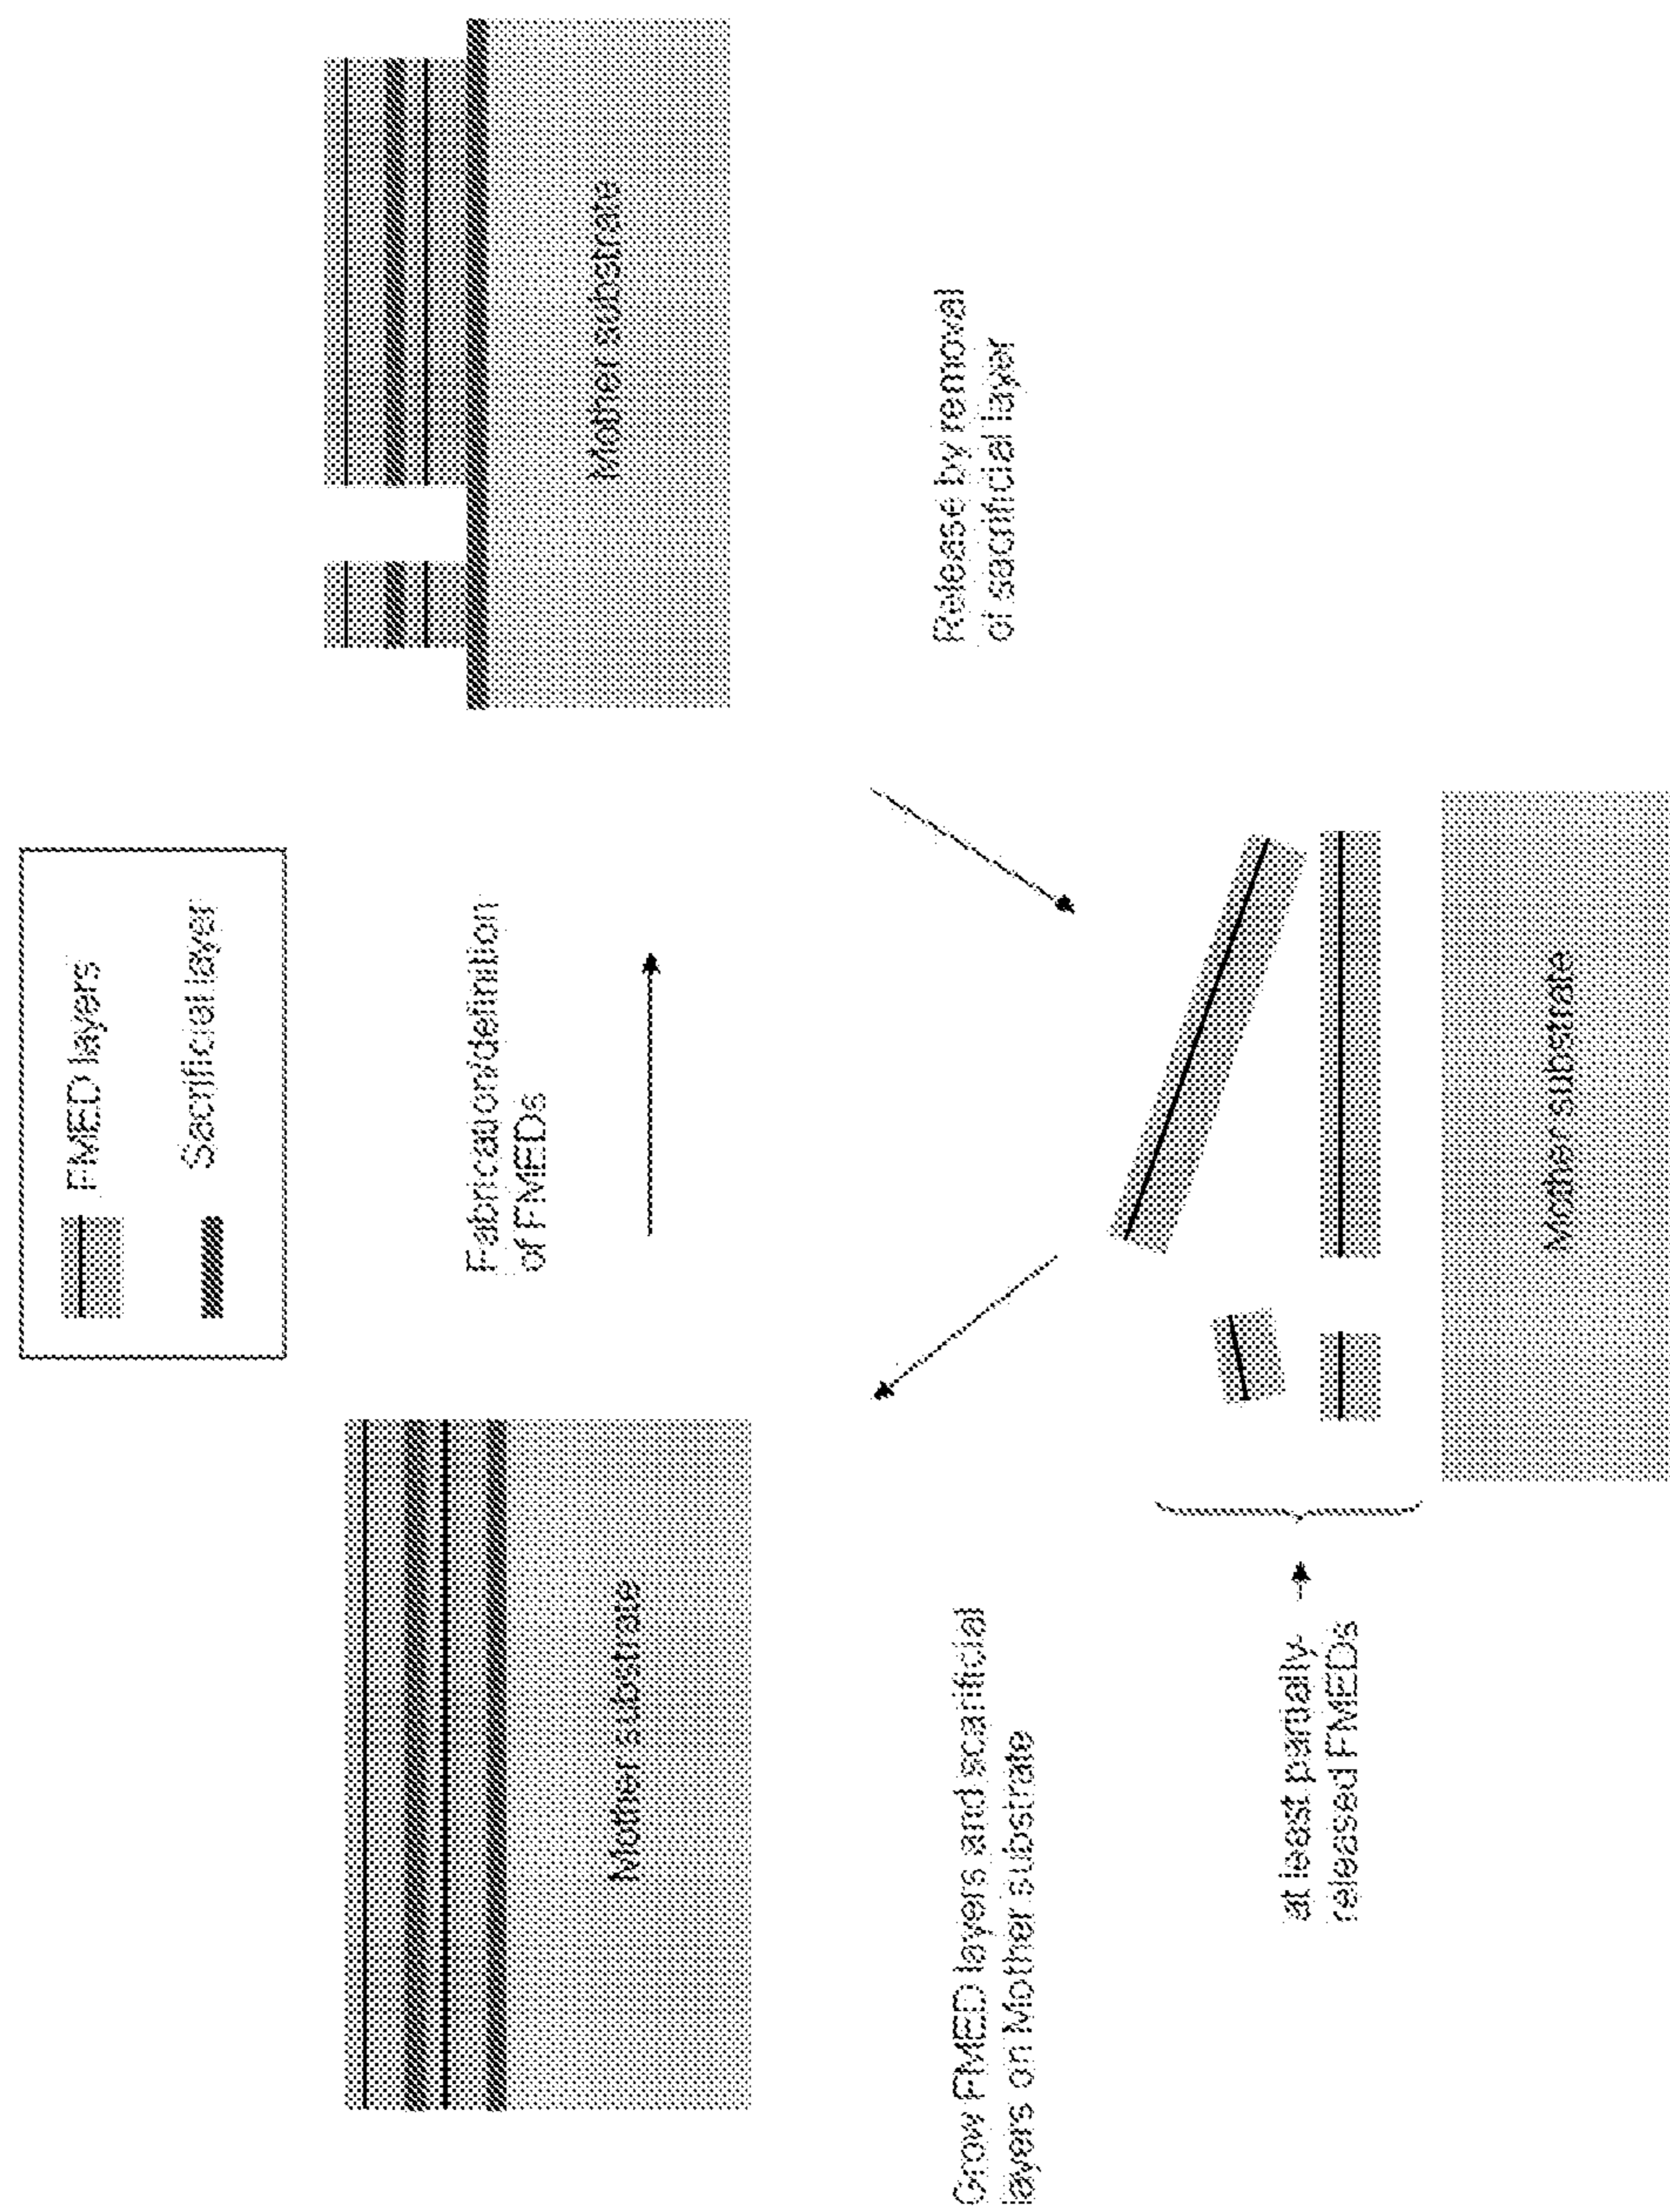 FMED layers
Sacrificial layer
Mother substrate
Fabrication/definition
of FMEDs
Mother substrate
Grow FMED layers and scarificial
layers on Mother substrate
Release by removal
of sacrificial layer
at least partially
released FMEDs
Mother substrate